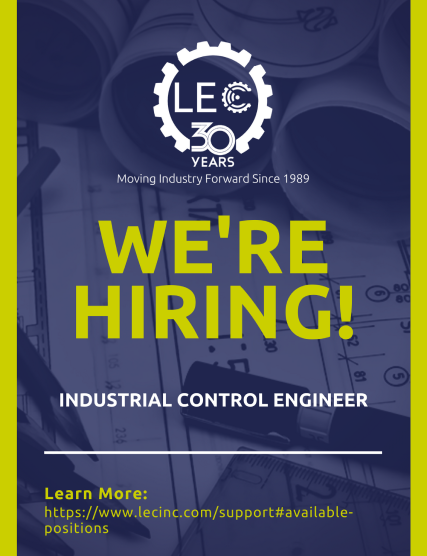 LEC
30
YEARS
Moving Industry Forward Since 1989
WE'RE
HIRING!
INDUSTRIAL CONTROL ENGINEER
Learn More:
https://www.lecinc.com/support#available-
positions